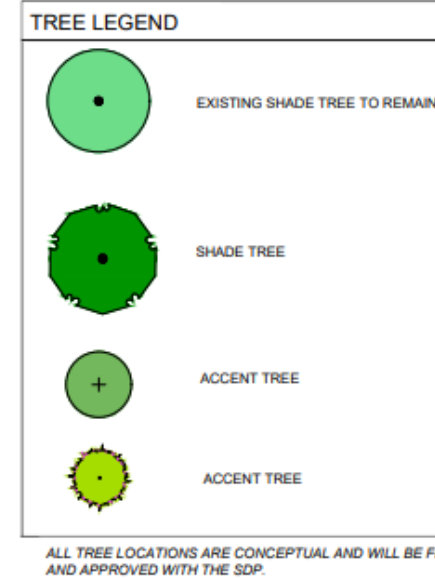 TREE LEGEND
EXISTING SHADE TREE TO REMAIN
SHADE TREE
ACCENT TREE
ACCENT TREE
ALL TREE LOCATIONS ARE CONCEPTUAL AND WILL BE
AND APPROVED WITH THE SDP.